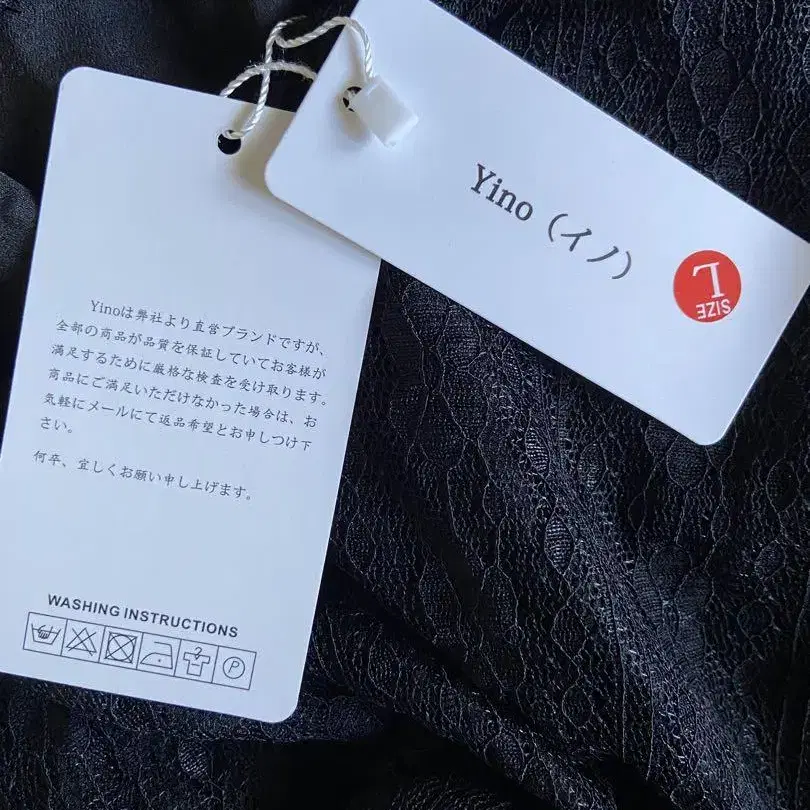 Yino（イノ）
SIZE
L
Yinoは弊社より直営ブランドですが、
全部の商品が品質を保証していてお客様が
満足するために厳格な検査を受け取ります。
商品にご満足いただけなかった場合は、お
気軽にメールにて返品希望とお申しつけ下
さい。
何卒、宜しくお願い申し上げます。
WASHING INSTRUCTIONS
P